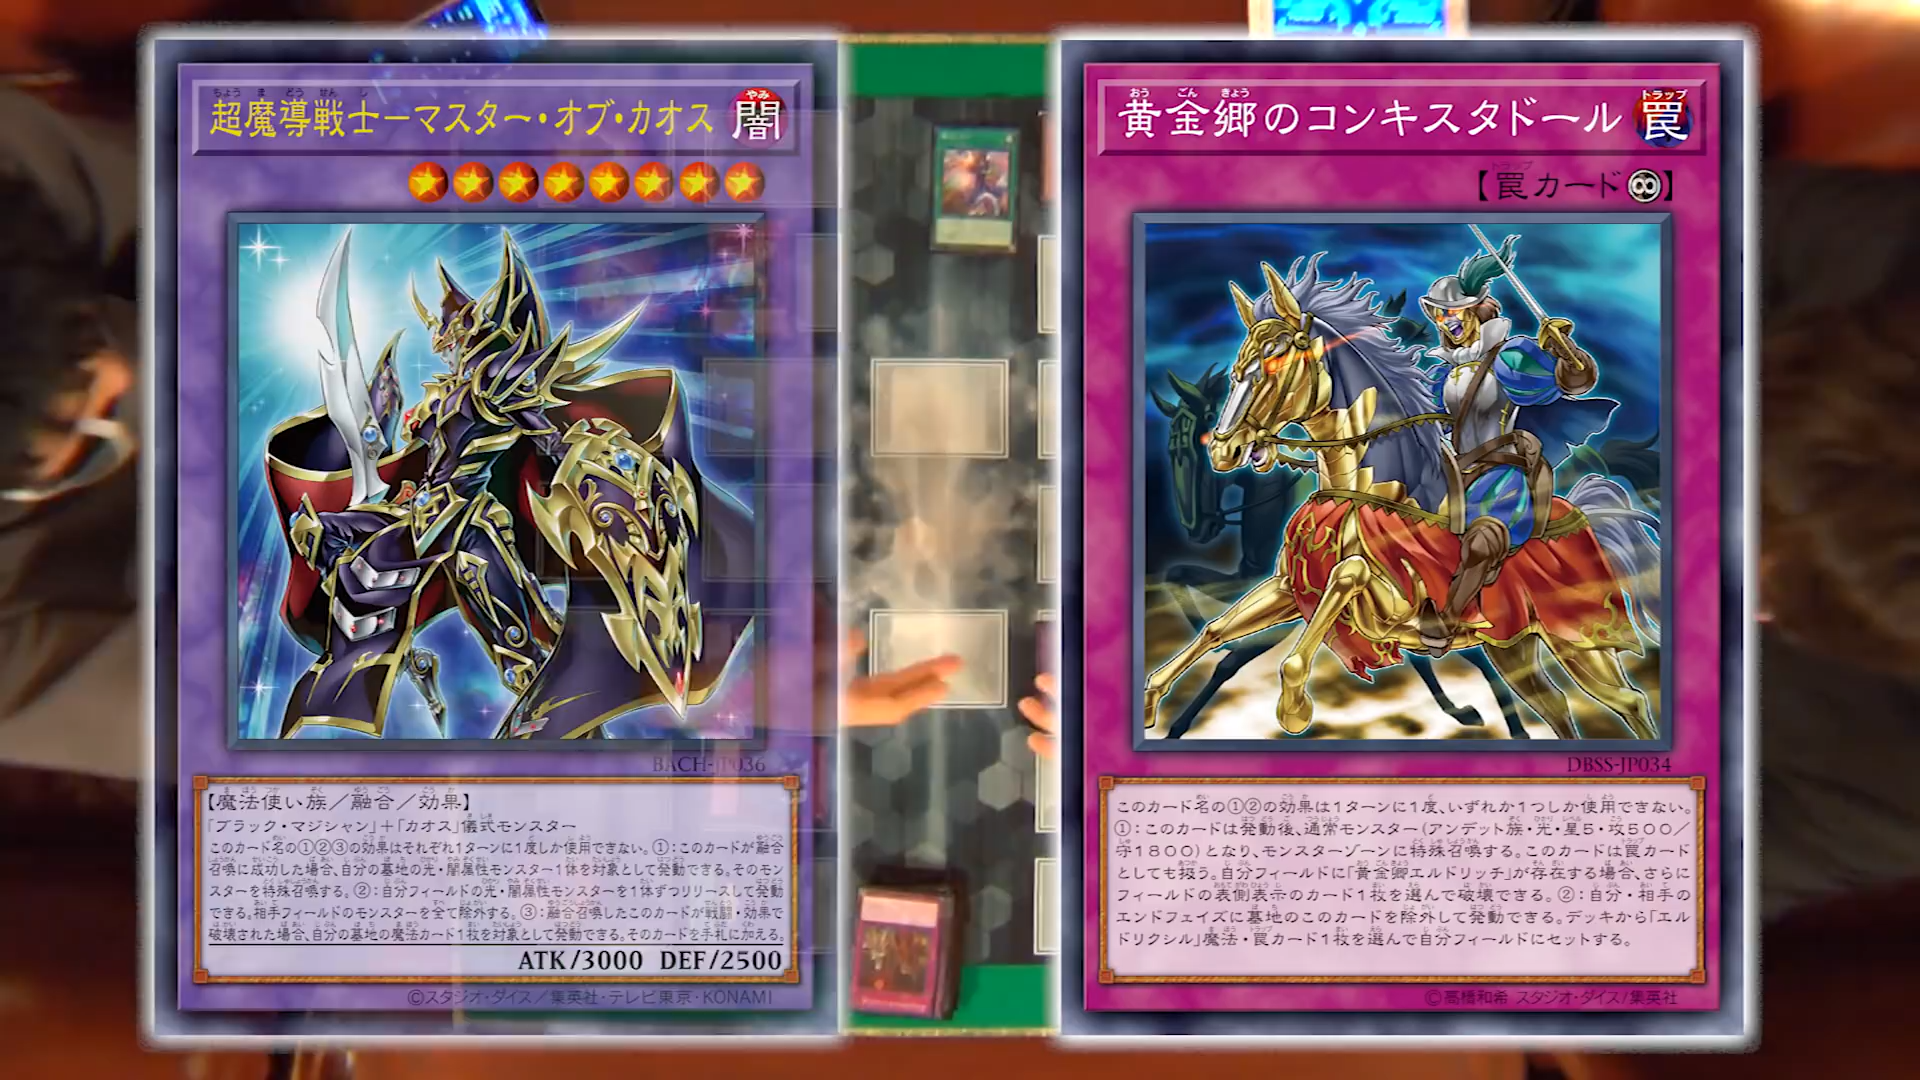 超魔導戦士－マスター・オブ・カオス
闇
BACH-JP036
【魔法使い族／融合／効果】
「ブラック・マジシャン」＋「カオス」儀式モンスター
このカード名の①②③の効果はそれぞれ1ターンに1度しか使用できない。①：このカードが融合
召喚に成功した場合、自分の墓地の光・闇属性モンスター1体を対象として発動できる。そのモン
スターを特殊召喚する。②：自分フィールドの光・闇属性モンスターを1体ずつリリースして発動
できる。相手フィールドのモンスターを全て除外する。③：融合召喚したこのカードが戦闘・効果で
破壊された場合、自分の墓地の魔法カード1枚を対象として発動できる。そのカードを手札に加える。
ATK/3000 DEF/2500
©スタジオ・ダイス／集英社・テレビ東京・KONAMI
黄金郷のコンキスタドール
罠
【罠カード】
DBSS-JP034
このカード名の①②の効果は1ターンに1度、いずれか1つしか使用できない。
①：このカードは発動後、通常モンスター（アンデット族・光・星5・攻500／
守1800）となり、モンスターゾーンに特殊召喚する。このカードは罠カード
としても扱う。自分フィールドに「黄金卿エルドリッチ」が存在する場合、さらに
フィールドの表側表示のカード1枚を選んで破壊できる。②：自分・相手の
エンドフェイズに墓地のこのカードを除外して発動できる。デッキから「エル
ドリクシル」魔法・罠カード1枚を選んで自分フィールドにセットする。
©高橋和希 スタジオ・ダイス/集英社